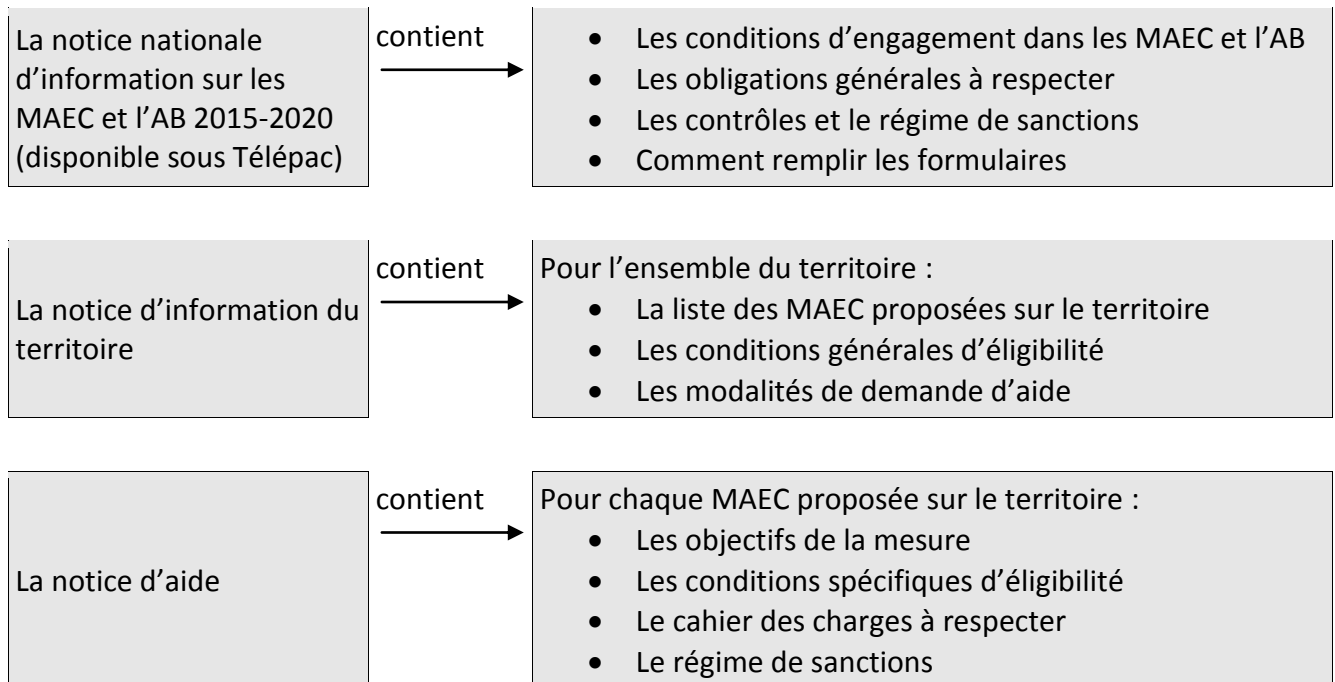 La notice nationale
d’information sur les
MAEC et l’AB 2015-2020
(disponible sous Télépac)
contient
• Les conditions d’engagement dans les MAEC et l’AB
• Les obligations générales à respecter
• Les contrôles et le régime de sanctions
• Comment remplir les formulaires
La notice d’information du
territoire
contient
Pour l’ensemble du territoire :
• La liste des MAEC proposées sur le territoire
• Les conditions générales d’éligibilité
• Les modalités de demande d’aide
La notice d’aide
contient
Pour chaque MAEC proposée sur le territoire :
• Les objectifs de la mesure
• Les conditions spécifiques d’éligibilité
• Le cahier des charges à respecter
• Le régime de sanctions